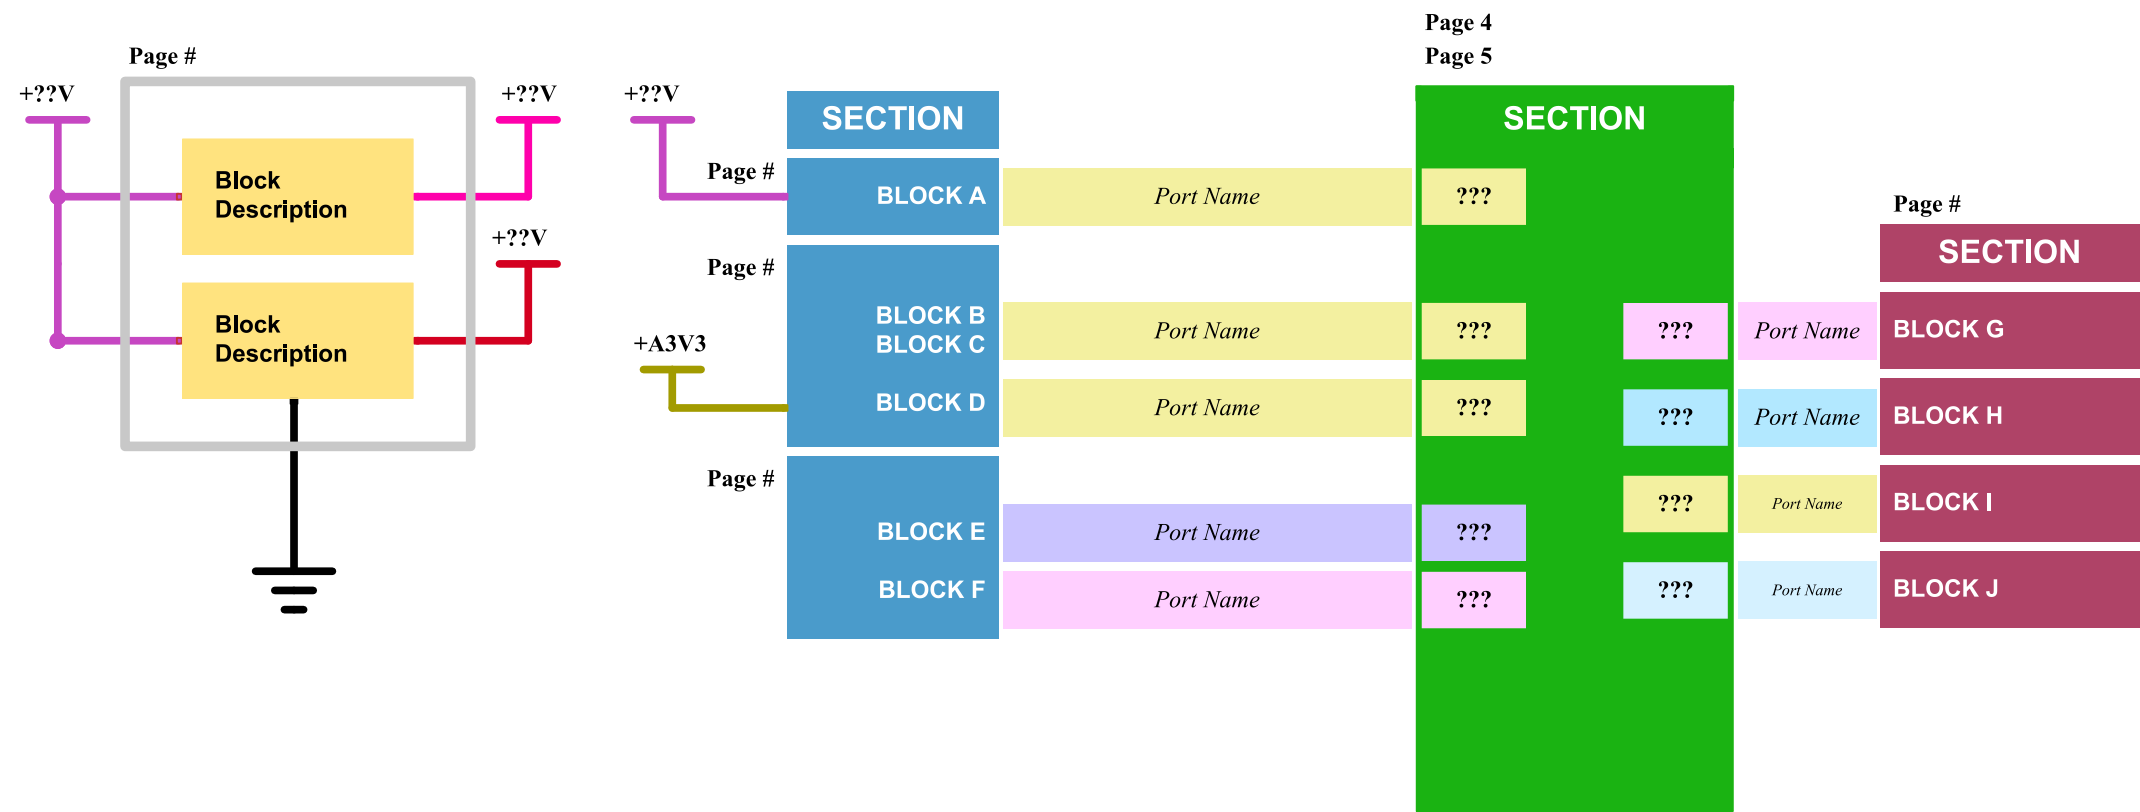 Page #
+??V
+??V
Block
Description
+??V
Block
Description
+??V
SECTION
Page #
BLOCK A
Port Name
???
Page #
BLOCK B
BLOCK C
Port Name
???
+A3V3
BLOCK D
Port Name
???
Page #
BLOCK E
Port Name
???
BLOCK F
Port Name
???
Page 4
Page 5
SECTION
Page #
SECTION
???
Port Name
BLOCK G
???
Port Name
BLOCK H
???
Port Name
BLOCK I
???
Port Name
BLOCK J